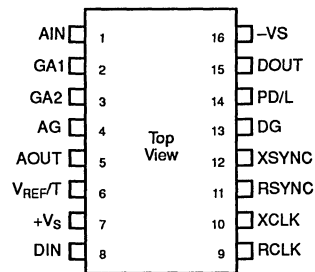 AIN 1 16 –VS
GA1 2 15 DOUT
GA2 3 14 PD/L
AG 4 13 DG
Top
View
AOUT 5 12 XSYNC
VREF/T 6 11 RSYNC
+VS 7 10 XCLK
DIN 8 9 RCLK